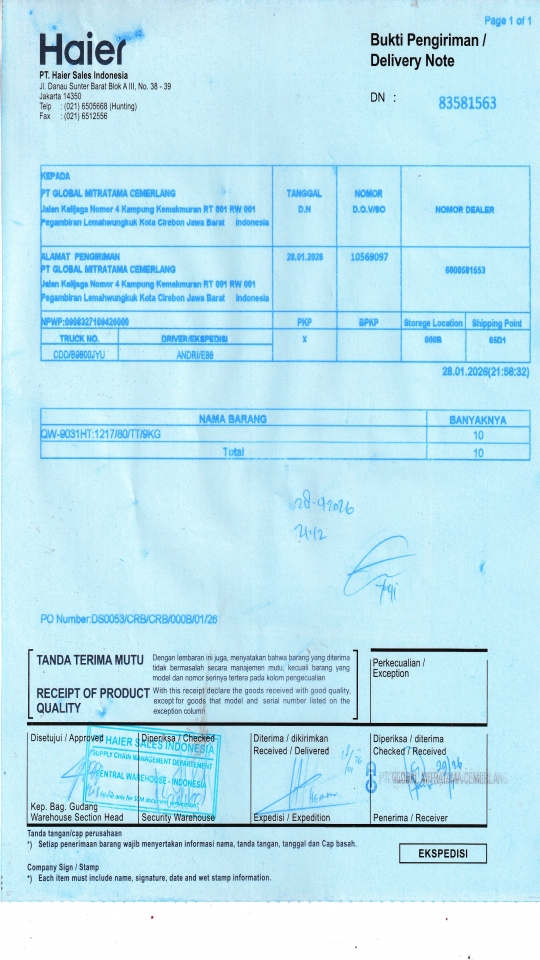 Page 1 of 1
Haier
Bukti Pengiriman /
Delivery Note
PT. Haier Sales Indonesia
Jl. Danau Sunter Barat Blok A III, No. 38 - 39
Jakarta 14350
Telp : (021) 6505668 (Hunting)
Fax : (021) 6512556
DN : 83581563
KEPADA
PT GLOBAL MITRATAMA CEMERLANG
Jalan Kalijaga Nomor 4 Kampung Kemakmuran RT 001 RW 001
Pegambiran Lemahwungkuk Kota Cirebon Jawa Barat Indonesia
TANGGAL
D.N
NOMOR
D.O.V/BO
NOMOR DEALER
ALAMAT PENGIRIMAN
PT GLOBAL MITRATAMA CEMERLANG
Jalan Kalijaga Nomor 4 Kampung Kemakmuran RT 001 RW 001
Pegambiran Lemahwungkuk Kota Cirebon Jawa Barat Indonesia
28.01.2026
10569097
6000581553
NPWP:0908327109426000
PKP
BPKP
Storege Location
Shipping Point
TRUCK NO.
DRIVER/EKSPEDISI
X
000B
65D1
CDD/B9800JYU
ANDRI/E88
28.01.2026(21:58:32)
NAMA BARANG
BANYAKNYA
QW-9031HT:1217/80/TT/9KG
10
Total
10
21.12
PO Number:DS0053/CRB/CRB/000B/01/26
TANDA TERIMA MUTU
Dengan lembaran ini juga, menyatakan bahwa barang yang diterima
tidak bermasalah secara manajemen mutu, kecuali barang yang
model dan nomor serinya tertera pada kolom pengecualian
RECEIPT OF PRODUCT
QUALITY
With this receipt declare the goods received with good quality,
except for goods that model and serial number listed on the
exception column
Perkecualian /
Exception
Disetujui / Approved
Diperiksa / Checked
Diterima / dikirimkan
Received / Delivered
Diperiksa / diterima
Checked / Received
HAIER SALES INDONESIA
SUPPLY CHAIN MANAGEMENT DEPARTEMENT
CENTRAL WAREHOUSE - INDONESIA
PT. GLOBAL MITRATAMA CEMERLANG
Kep. Bag. Gudang
Warehouse Section Head
Security Warehouse
Expedisi / Expedition
Penerima / Receiver
Tanda tangan/cap perusahaan
*) Setiap penerimaan barang wajib menyertakan informasi nama, tanda tangan, tanggal dan Cap basah.
EKSPEDISI
Company Sign / Stamp
*) Each item must include name, signature, date and wet stamp information.